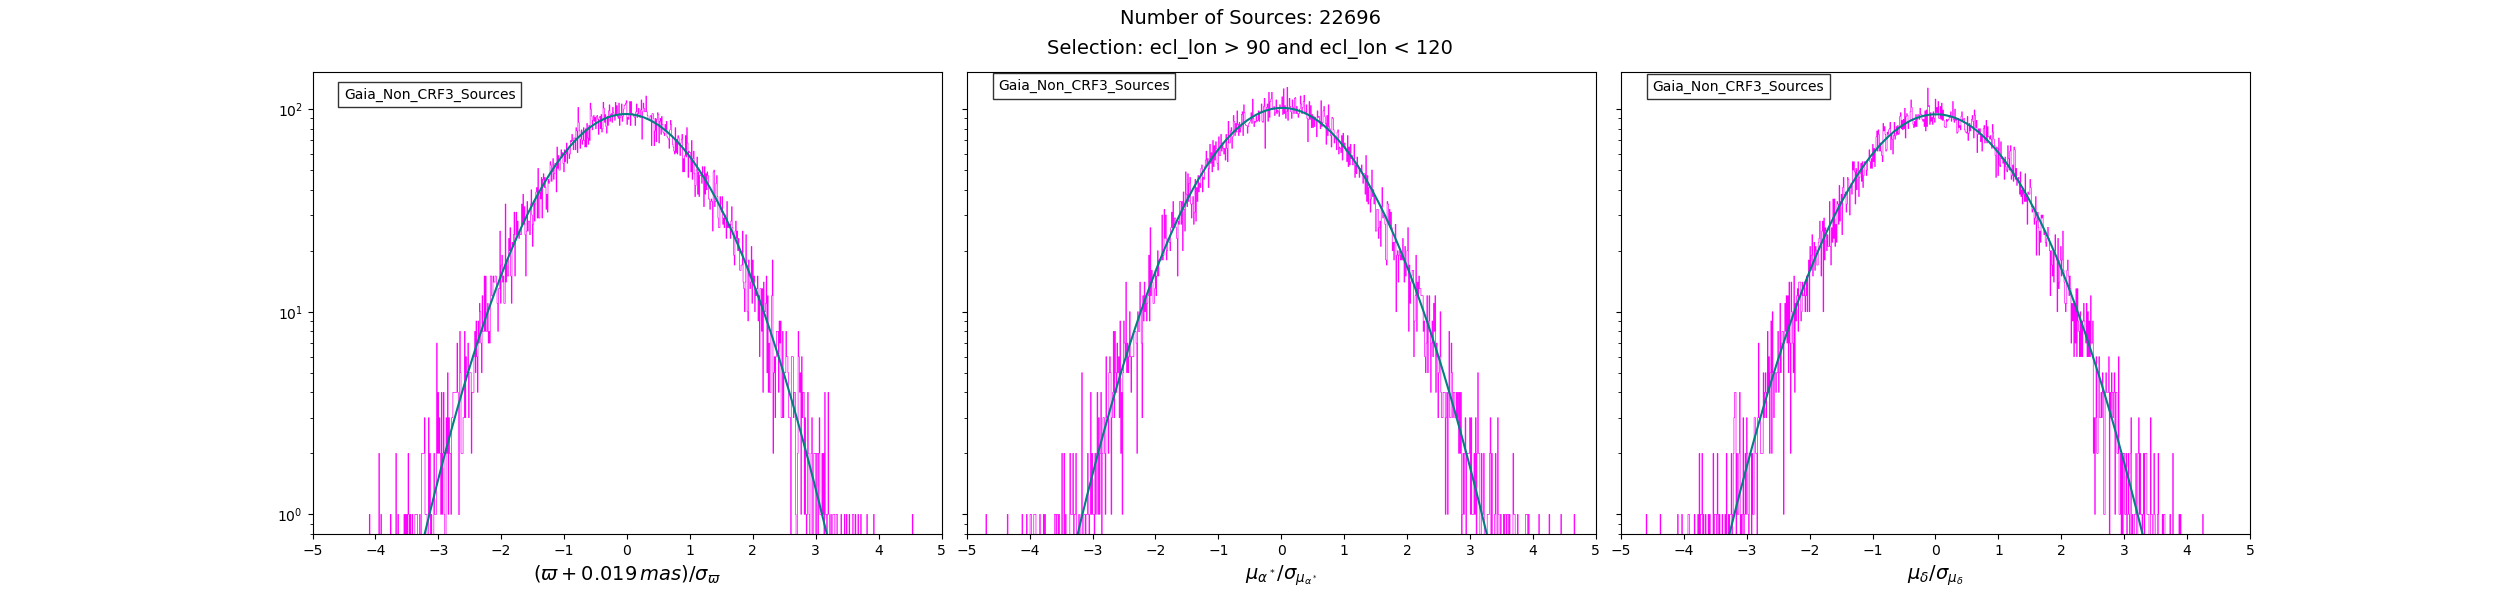 Number of Sources: 22696
Selection: ecl_lon > 90 and ecl_lon < 120
Gaia_Non_CRF3_Sources
Gaia_Non_CRF3_Sources
Gaia_Non_CRF3_Sources
10²
10¹
10⁰
−5 −4 −3 −2 −1 0 1 2 3 4 5
−5 −4 −3 −2 −1 0 1 2 3 4 5
−5 −4 −3 −2 −1 0 1 2 3 4 5
(ϖ + 0.019 mas)/σ_ϖ
μ_α*/σ_μ_α*
μ_δ/σ_μ_δ